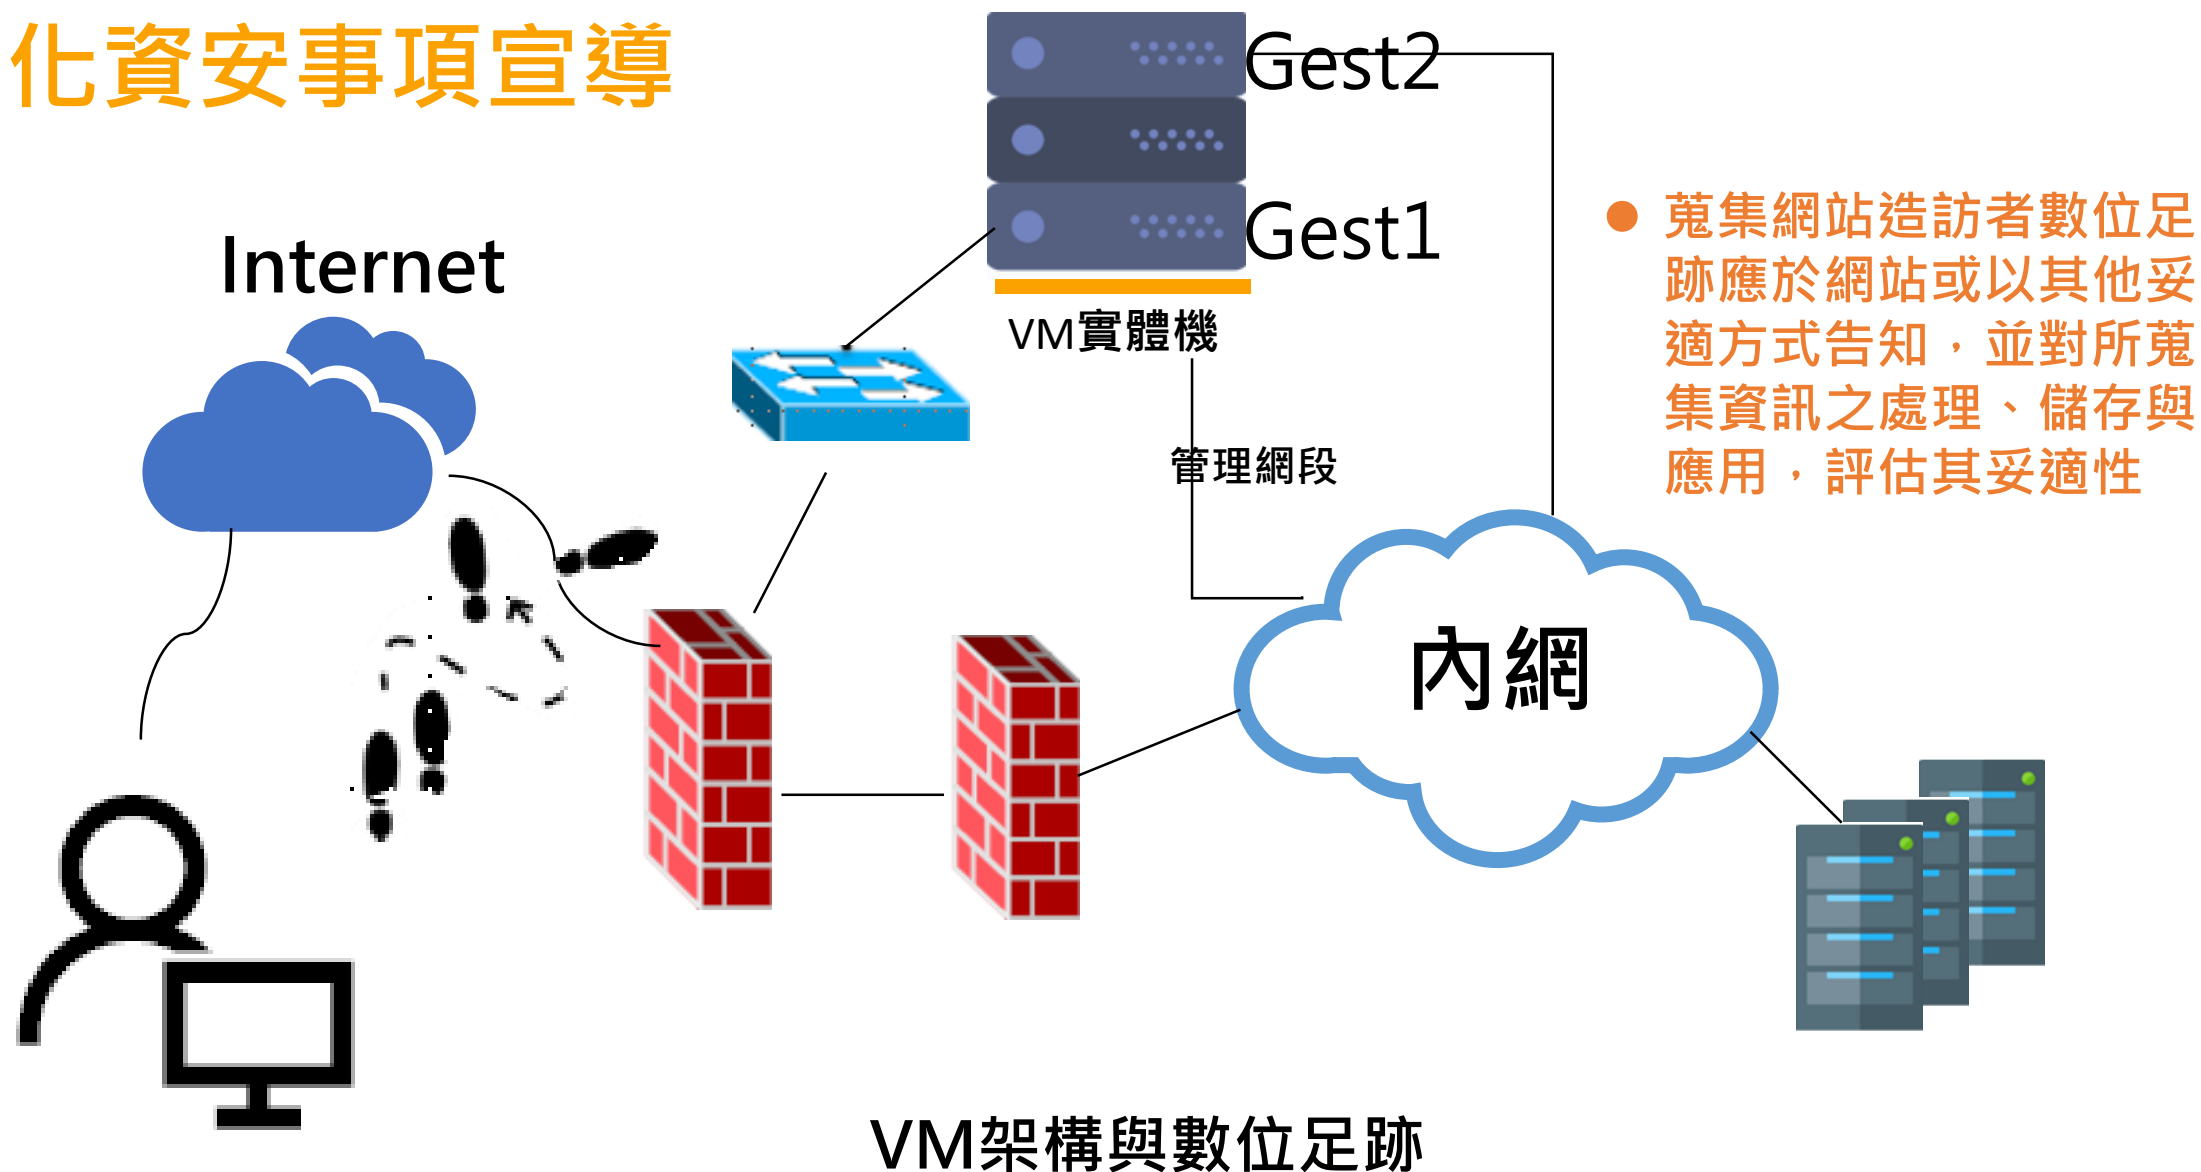 化資安事項宣導
Gest2
Gest1
Internet
VM實體機
管理網段
● 蒐集網站造訪者數位足
跡應於網站或以其他妥
適方式告知，並對所蒐
集資訊之處理、儲存與
應用，評估其妥適性
內網
VM架構與數位足跡